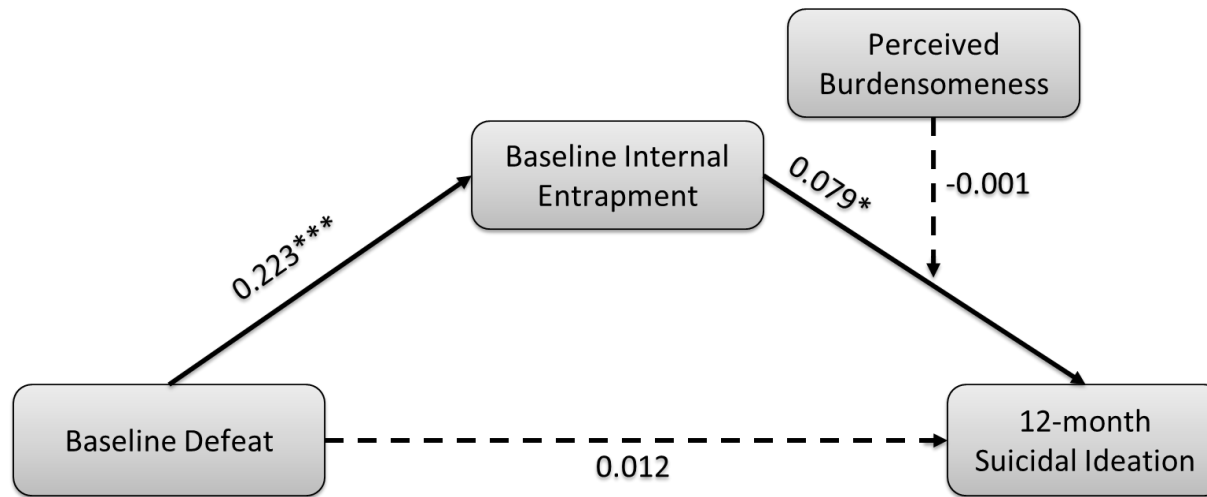 Perceived
Burdensomeness
Baseline Internal
Entrapment
0.079*
-0.001
0.223***
Baseline Defeat
0.012
12-month
Suicidal Ideation